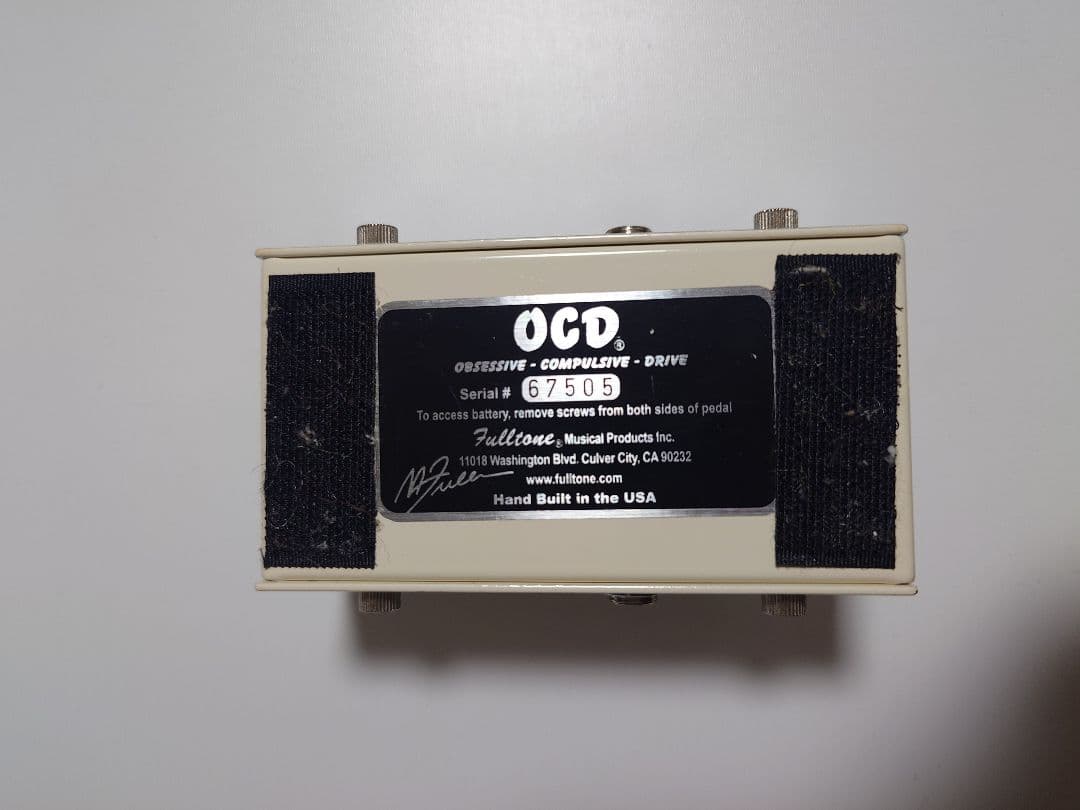 OCD®
OBSESSIVE - COMPULSIVE - DRIVE
Serial # 67505
To access battery, remove screws from both sides of pedal
Fulltone® Musical Products Inc.
11018 Washington Blvd. Culver City, CA 90232
www.fulltone.com
Hand Built in the USA